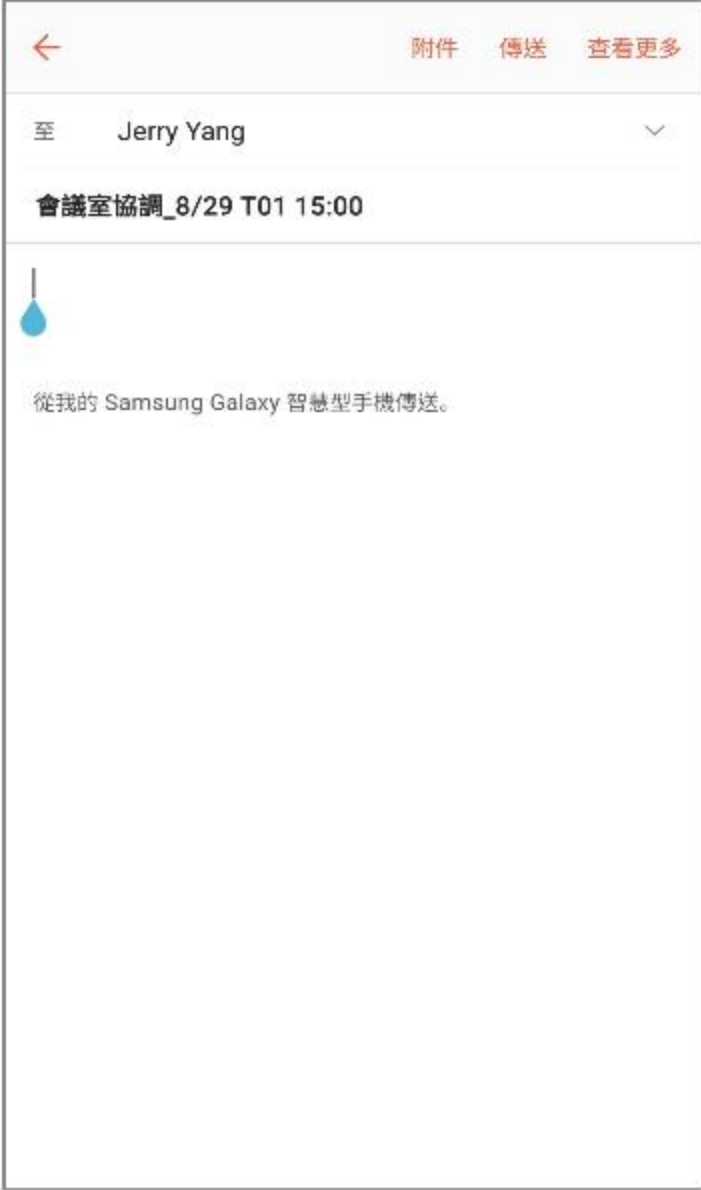 附件 傳送 查看更多
至 Jerry Yang
會議室協調_8/29 T01 15:00
從我的 Samsung Galaxy 智慧型手機傳送。